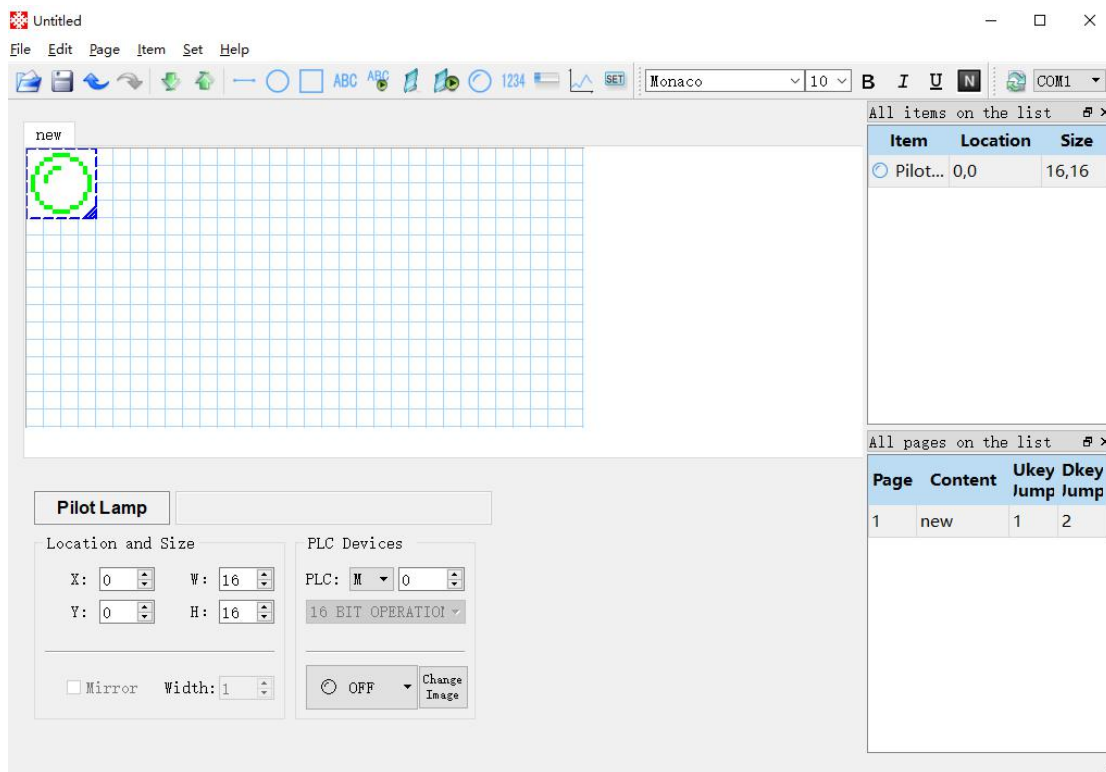 Untitled
File Edit Page Item Set Help
ABC ABC 1234 SET Monaco 10 B I U N COM1
All items on the list
new
Item Location Size
Pilot... 0,0 16,16
All pages on the list
Page Content Ukey Jump Dkey Jump
1 new 1 2
Pilot Lamp
Location and Size
X: 0 W: 16
Y: 0 H: 16
Mirror Width: 1
PLC Devices
PLC: M 0
16 BIT OPERATION
OFF Change Image